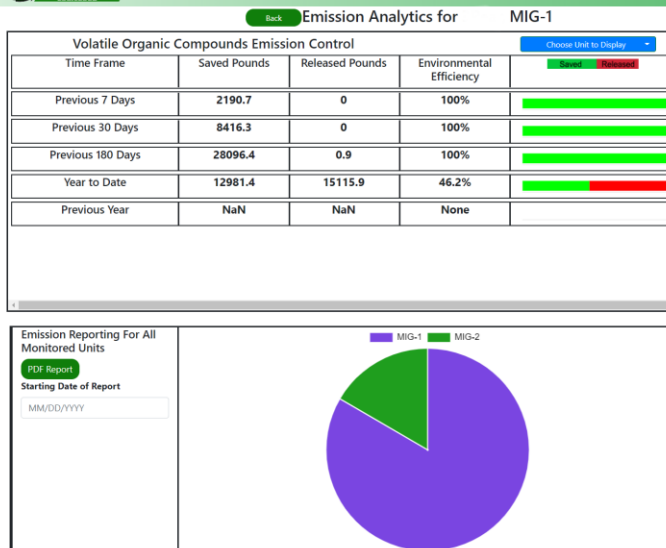 Back Emission Analytics for MIG-1
Volatile Organic Compounds Emission Control Choose Unit to Display
Time Frame Saved Pounds Released Pounds Environmental Efficiency Saved Released
Previous 7 Days 2190.7 0 100%
Previous 30 Days 8416.3 0 100%
Previous 180 Days 28096.4 0.9 100%
Year to Date 12981.4 15115.9 46.2%
Previous Year NaN NaN None
Emission Reporting For All
Monitored Units
PDF Report
Starting Date of Report
MM/DD/YYYY
MIG-1 MIG-2